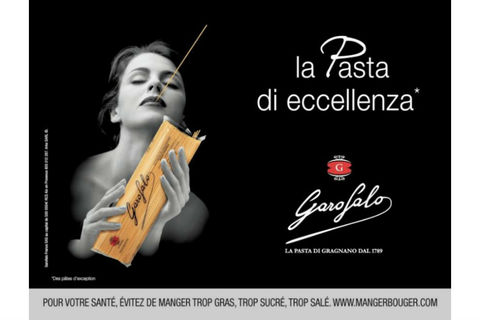 la Pasta
di eccellenza*
G
Garofalo
LA PASTA DI GRAGNANO DAL 1789
Garofalo
*Des pâtes d'exception
POUR VOTRE SANTÉ, ÉVITEZ DE MANGER TROP GRAS, TROP SUCRÉ, TROP SALÉ. WWW.MANGERBOUGER.COM